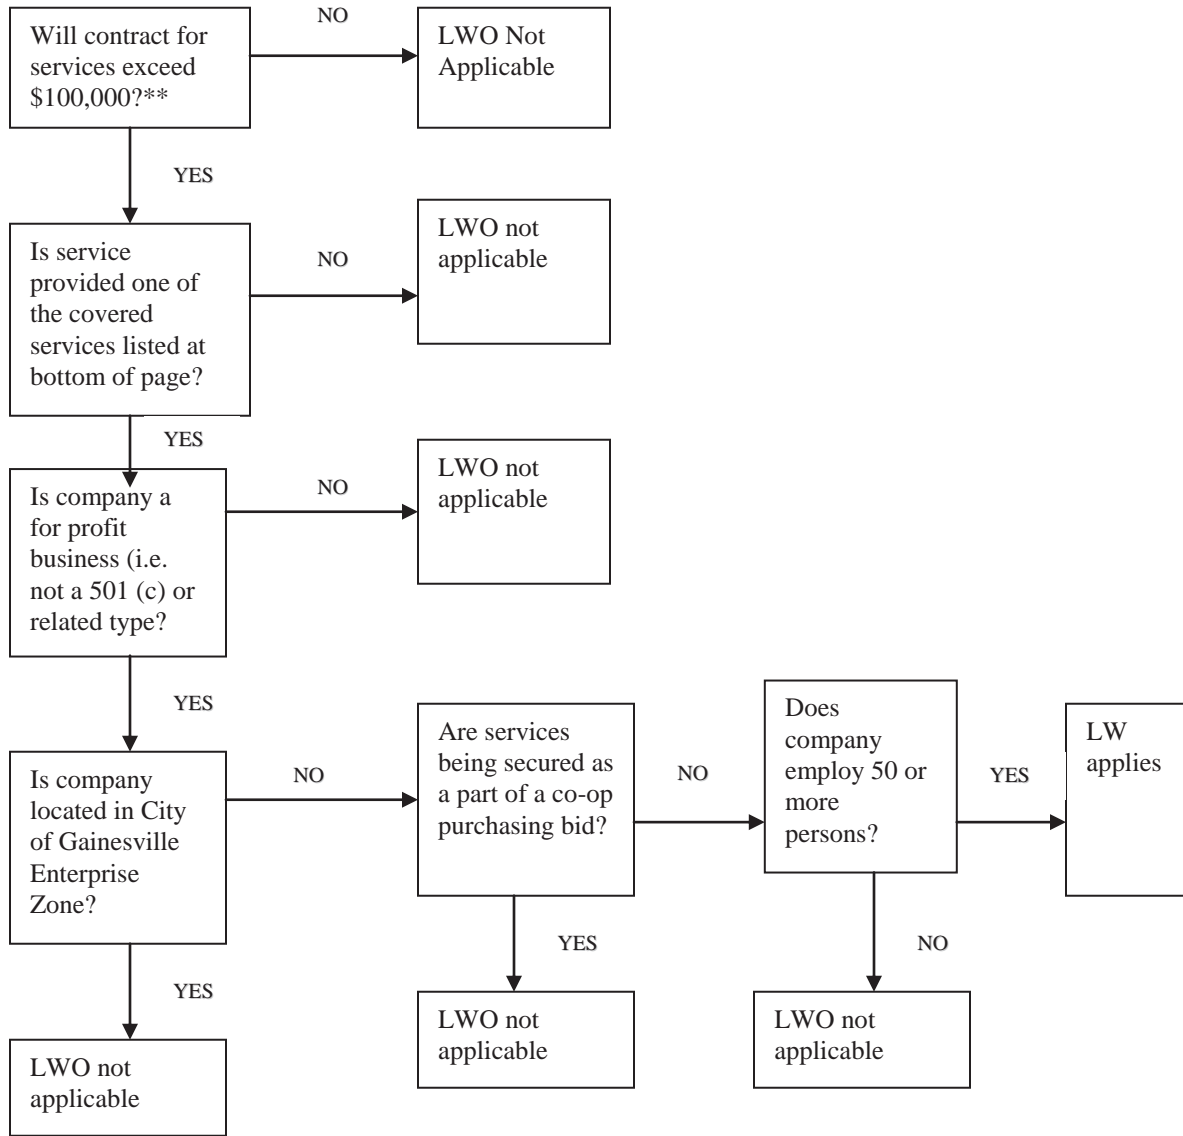 NO
Will contract for
services exceed
$100,000?**
LWO Not
Applicable
YES
Is service
provided one of
the covered
services listed at
bottom of page?
NO
LWO not
applicable
YES
Is company a
for profit
business (i.e.
not a 501 (c) or
related type?
NO
LWO not
applicable
YES
Is company
located in City
of Gainesville
Enterprise
Zone?
NO
Are services
being secured as
a part of a co-op
purchasing bid?
NO
Does
company
employ 50 or
more
persons?
YES
LW
applies
YES
LWO not
applicable
YES
LWO not
applicable
NO
LWO not
applicable